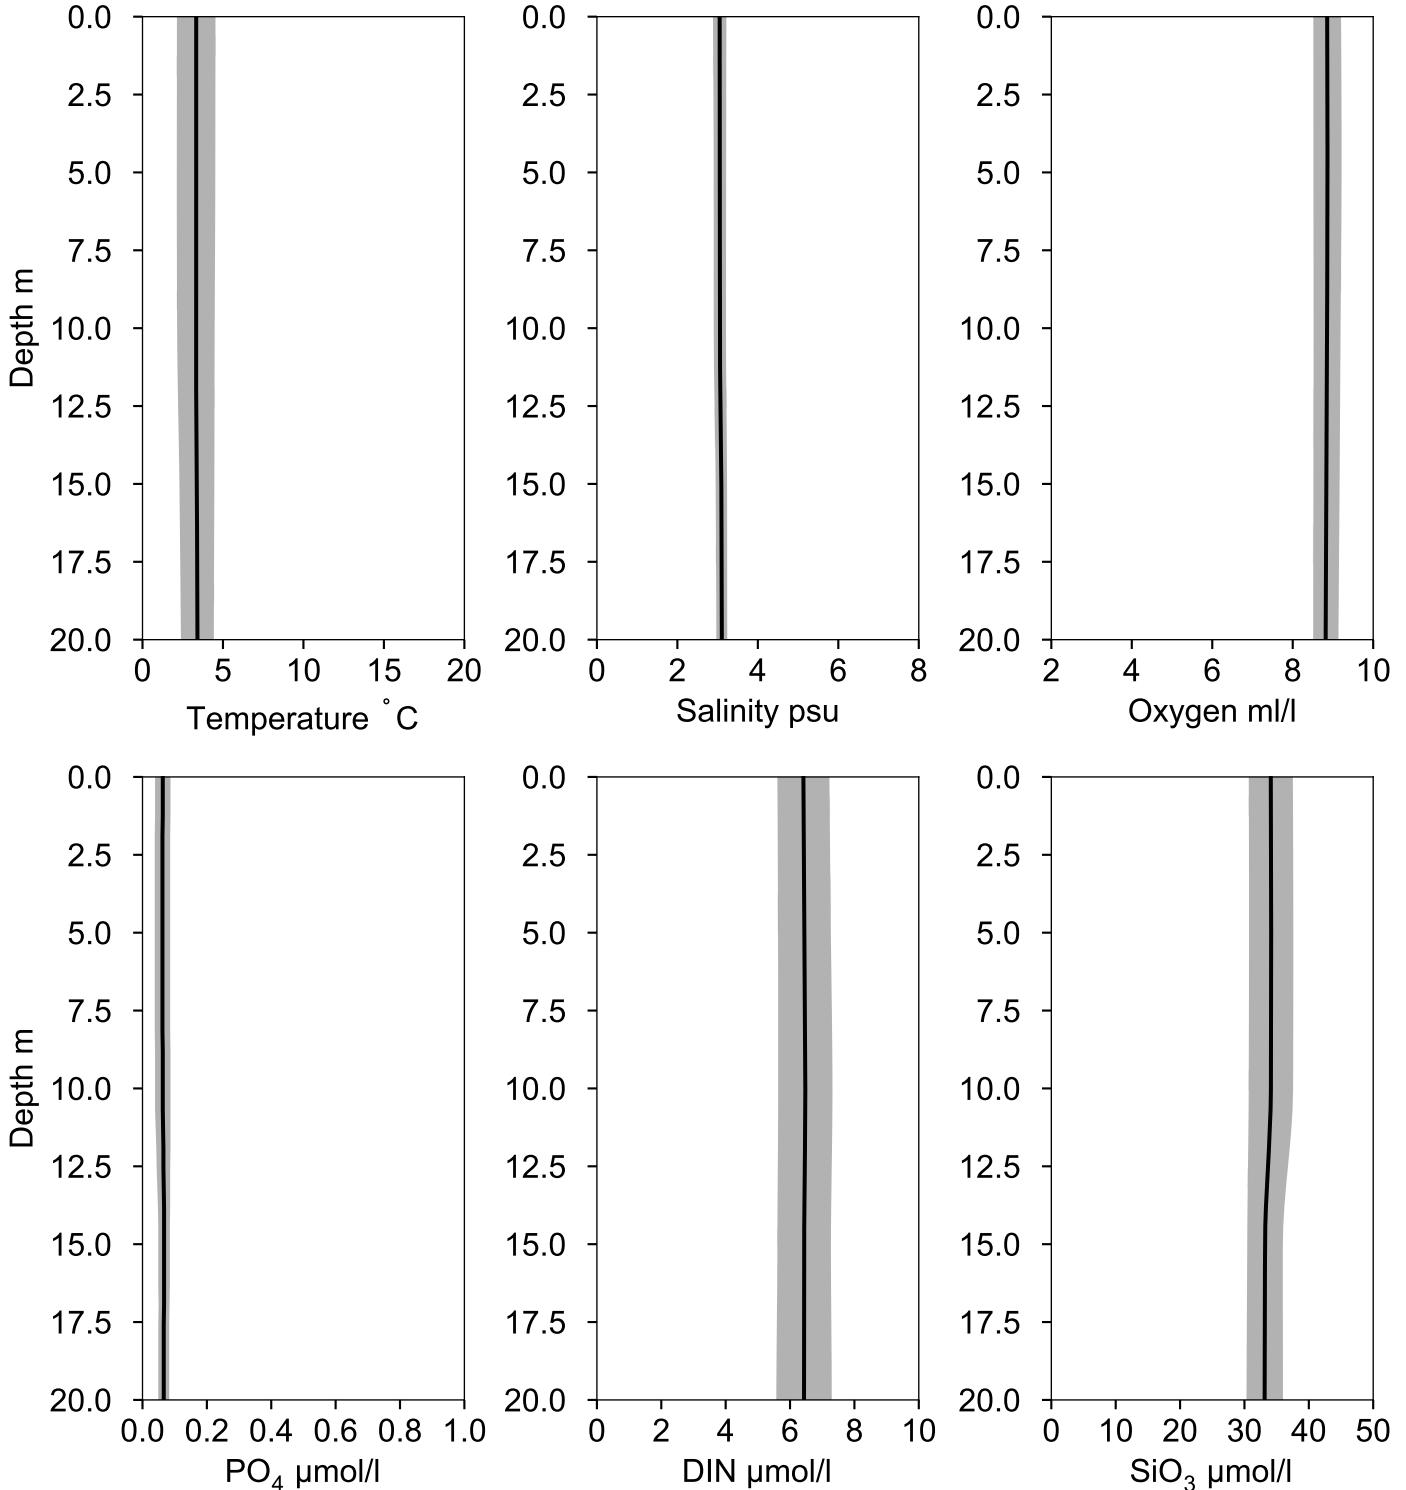 0.0 0.0 0.0
2.5 2.5 2.5
5.0 5.0 5.0
7.5 7.5 7.5
Depth m
10.0 10.0 10.0
12.5 12.5 12.5
15.0 15.0 15.0
17.5 17.5 17.5
20.0 20.0 20.0
0 5 10 15 20 0 2 4 6 8 2 4 6 8 10
Temperature °C Salinity psu Oxygen ml/l
0.0 0.0 0.0
2.5 2.5 2.5
5.0 5.0 5.0
7.5 7.5 7.5
Depth m
10.0 10.0 10.0
12.5 12.5 12.5
15.0 15.0 15.0
17.5 17.5 17.5
20.0 20.0 20.0
0.0 0.2 0.4 0.6 0.8 1.0 0 2 4 6 8 10 0 10 20 30 40 50
PO₄ µmol/l DIN µmol/l SiO₃ µmol/l